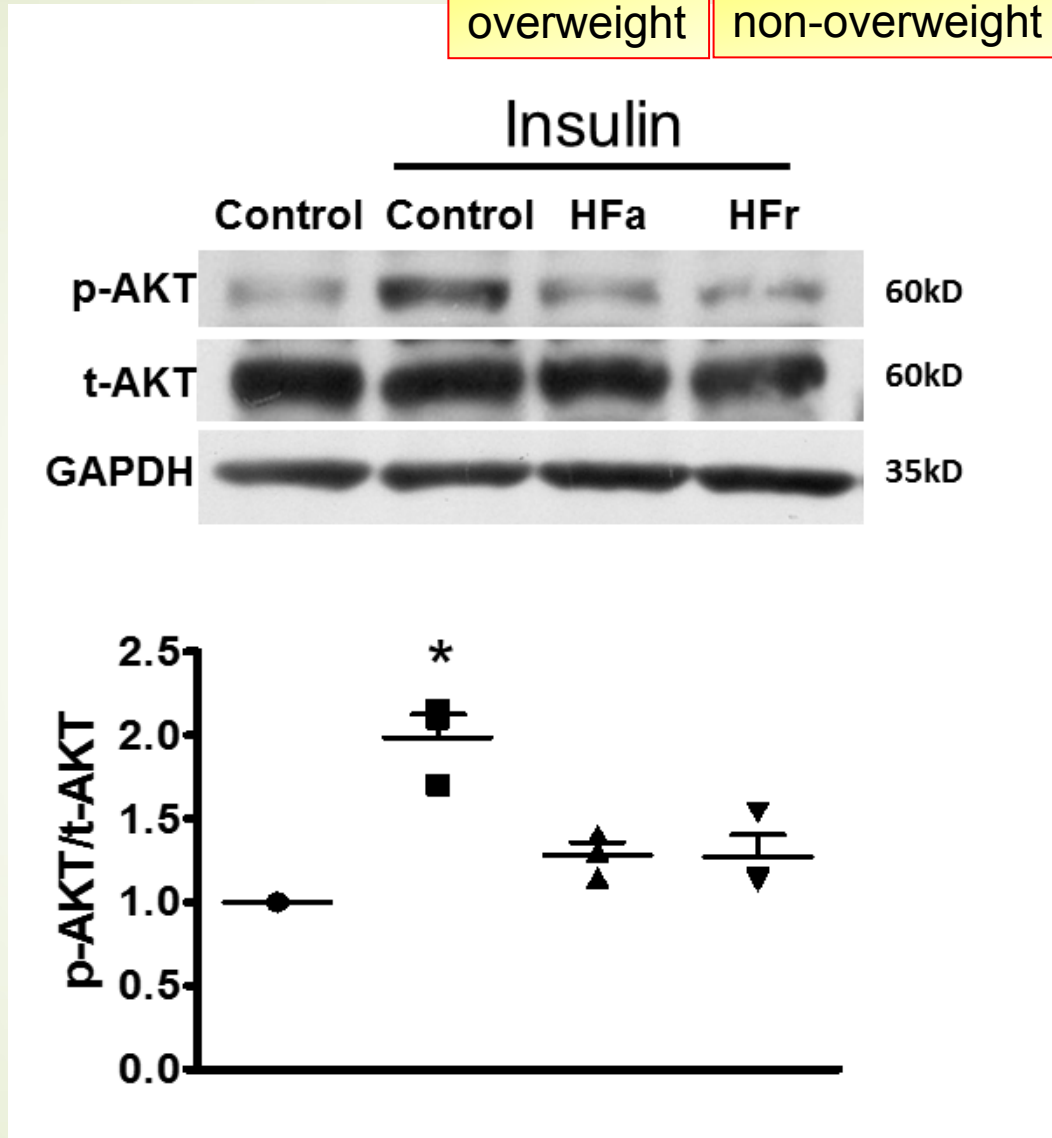 overweight non-overweight
Insulin
Control Control HFa HFr
p-AKT 60kD
t-AKT 60kD
GAPDH 35kD
p-AKT/t-AKT
2.5
*
2.0
1.5
1.0
0.5
0.0